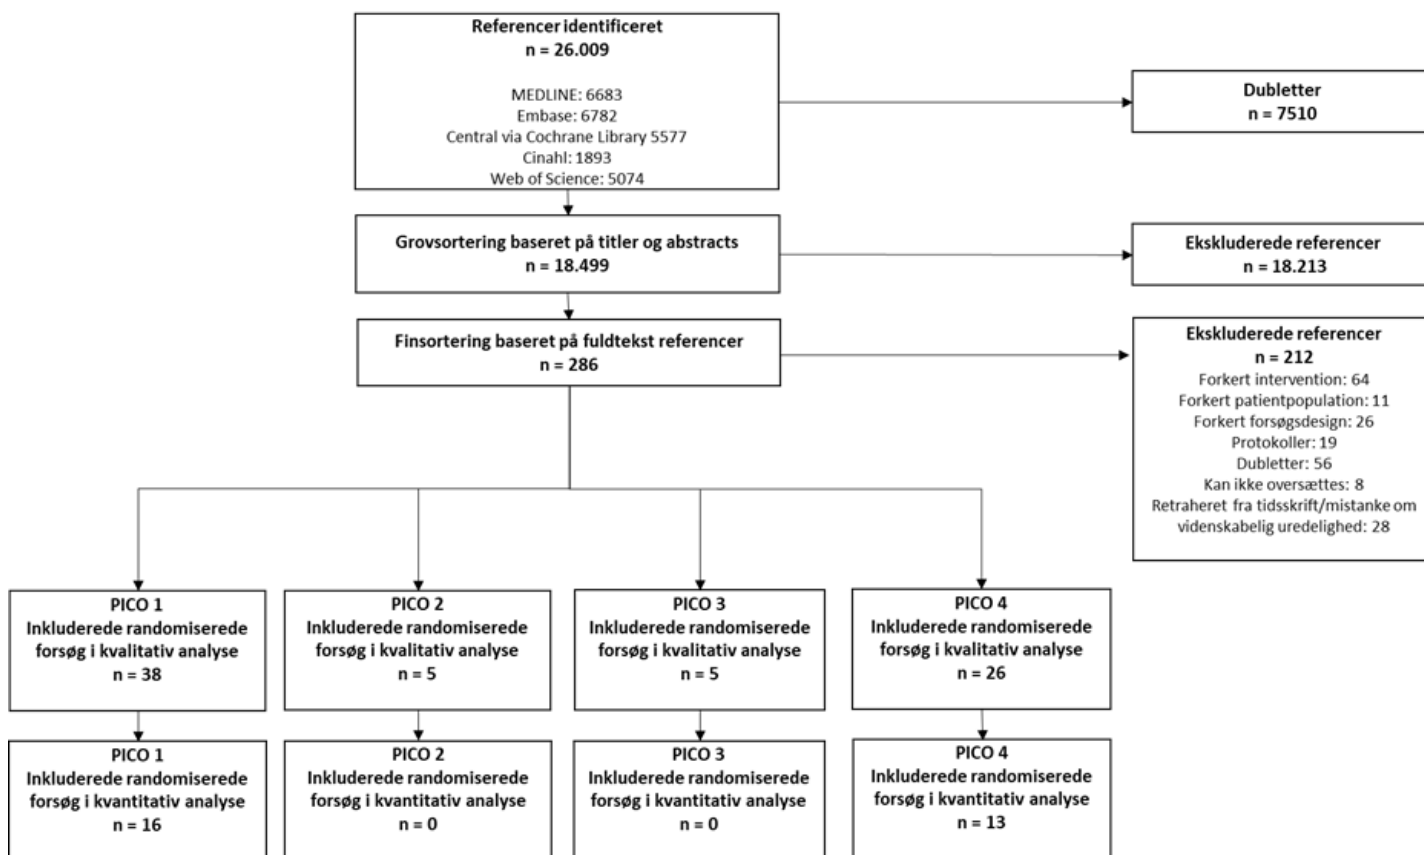 Referencer identificeret
n = 26.009
MEDLINE: 6683
Embase: 6782
Central via Cochrane Library 5577
Cinahl: 1893
Web of Science: 5074
Dubletter
n = 7510
Grovsortering baseret på titler og abstracts
n = 18.499
Ekskluderede referencer
n = 18.213
Finsortering baseret på fuldtekst referencer
n = 286
Ekskluderede referencer
n = 212
Forkert intervention: 64
Forkert patientpopulation: 11
Forkert forsøgsdesign: 26
Protokoller: 19
Dubletter: 56
Kan ikke oversættes: 8
Retraheret fra tidsskrift/mistanke om
videnskabelig uredelighed: 28
PICO 1
Inkluderede randomiserede
forsøg i kvalitativ analyse
n = 38
PICO 2
Inkluderede randomiserede
forsøg i kvalitativ analyse
n = 5
PICO 3
Inkluderede randomiserede
forsøg i kvalitativ analyse
n = 5
PICO 4
Inkluderede randomiserede
forsøg i kvalitativ analyse
n = 26
PICO 1
Inkluderede randomiserede
forsøg i kvantitativ analyse
n = 16
PICO 2
Inkluderede randomiserede
forsøg i kvantitativ analyse
n = 0
PICO 3
Inkluderede randomiserede
forsøg i kvantitativ analyse
n = 0
PICO 4
Inkluderede randomiserede
forsøg i kvantitativ analyse
n = 13